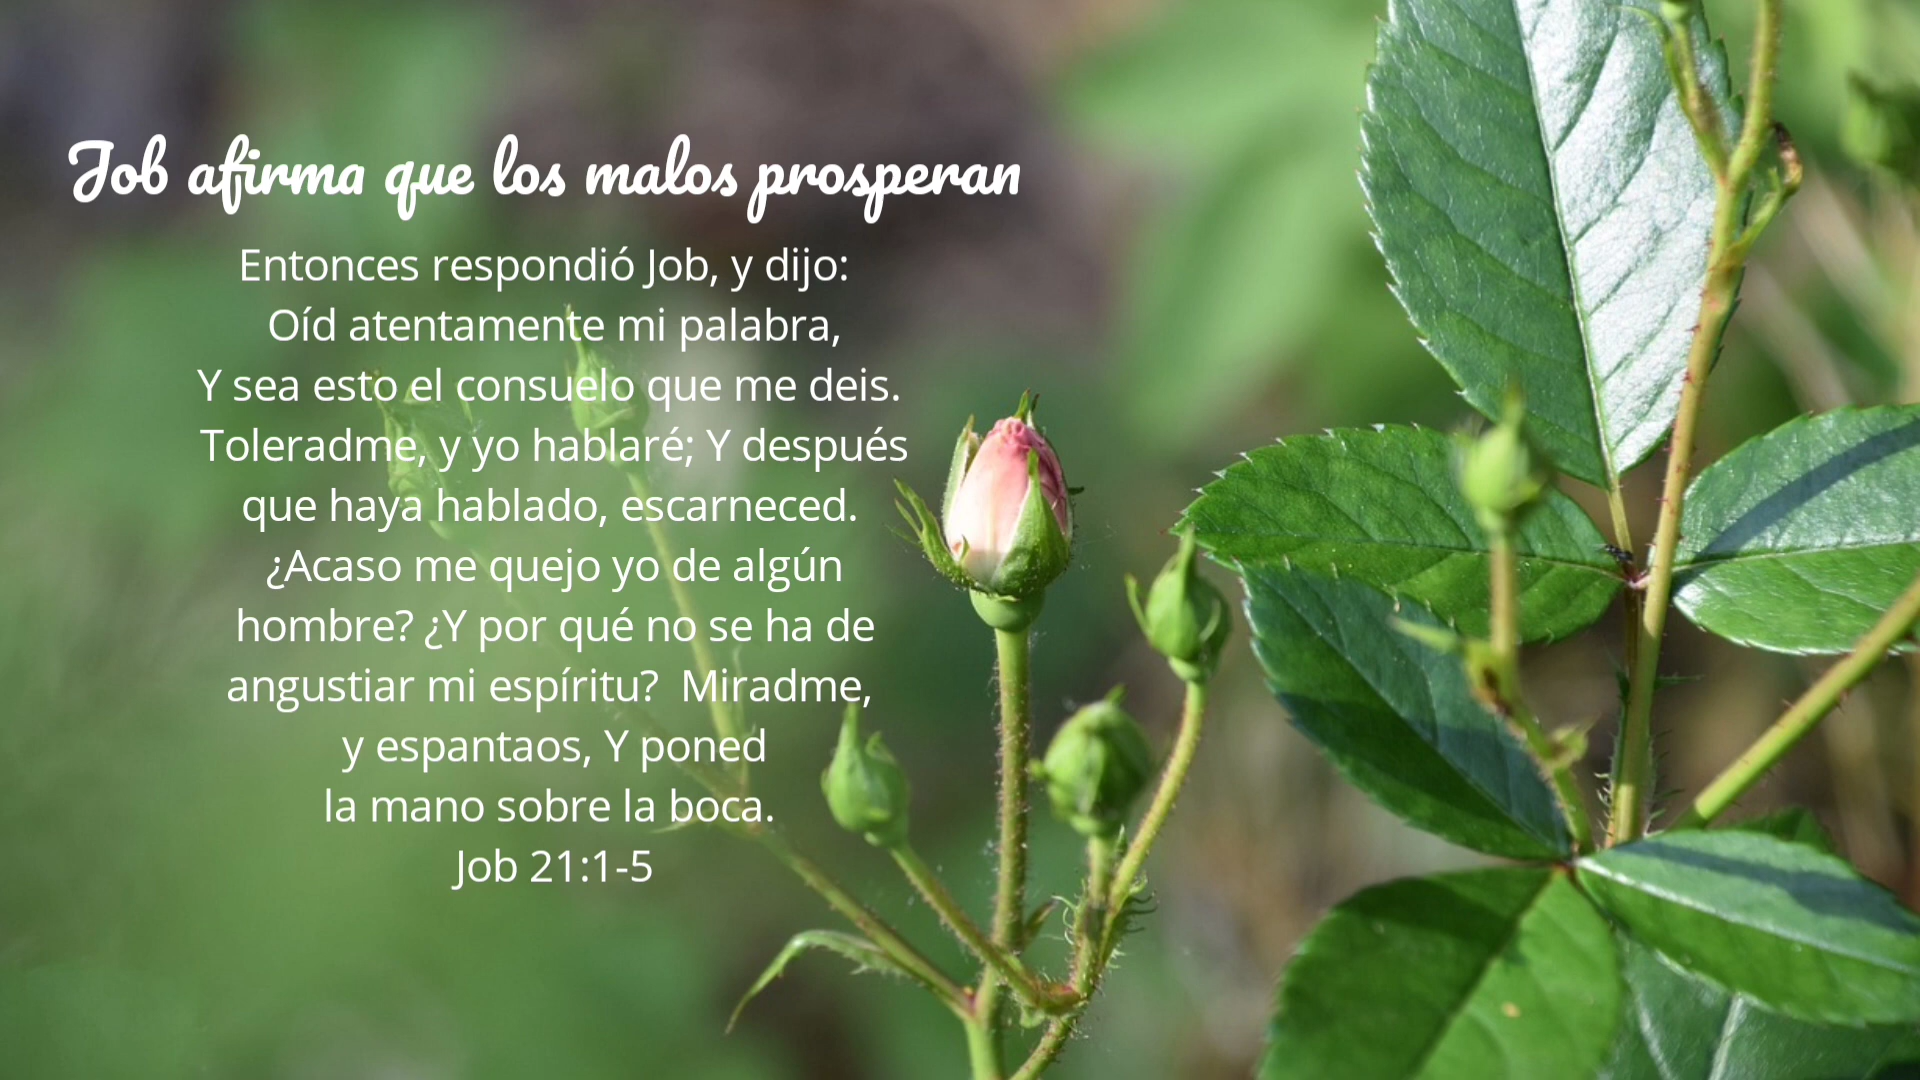 Job afirma que los malos prosperan
Entonces respondió Job, y dijo:
Oíd atentamente mi palabra,
Y sea esto el consuelo que me deis.
Toleradme, y yo hablaré; Y después
que haya hablado, escarneced.
¿Acaso me quejo yo de algún
hombre? ¿Y por qué no se ha de
angustiar mi espíritu?  Miradme,
y espantaos, Y poned
la mano sobre la boca.
Job 21:1-5